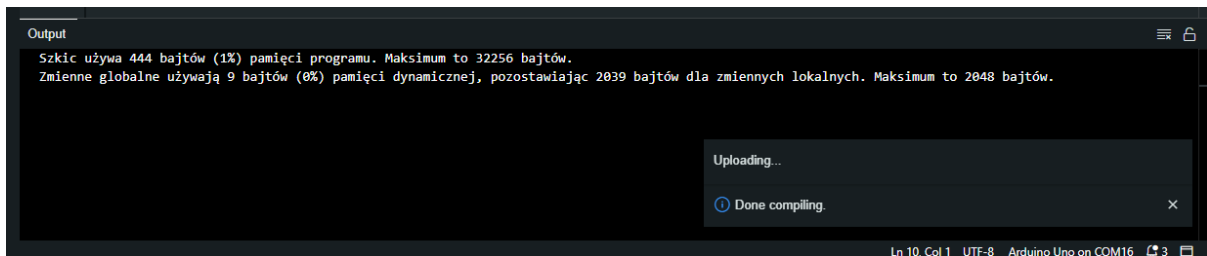 Output
Szkic używa 444 bajtów (1%) pamięci programu. Maksimum to 32256 bajtów.
Zmienne globalne używają 9 bajtów (0%) pamięci dynamicznej, pozostawiając 2039 bajtów dla zmiennych lokalnych. Maksimum to 2048 bajtów.
Uploading...
Done compiling.
Ln 10, Col 1 UTF-8 Arduino Uno on COM16 3